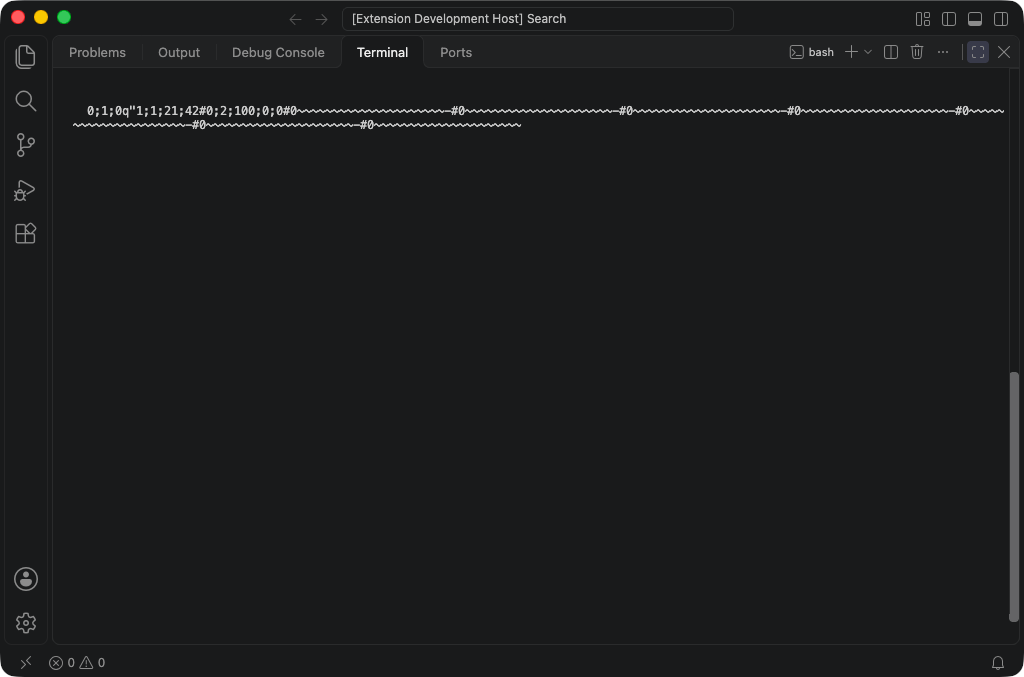 Problems Output Debug Console Terminal Ports
[Extension Development Host] Search
bash
0;1;0q"1;1;21;42#0;2;100;0;0#0~~~~~~~~~~~~~~~~~~~~~-#0~~~~~~~~~~~~~~~~~~~~~-#0~~~~~~~~~~~~~~~~~~~~~-#0~~~~~~~~~~~~~~~~~~~~~-#0~~~~~
~~~~~~~~~~~~~~~~-#0~~~~~~~~~~~~~~~~~~~~~-#0~~~~~~~~~~~~~~~~~~~~~
0 0